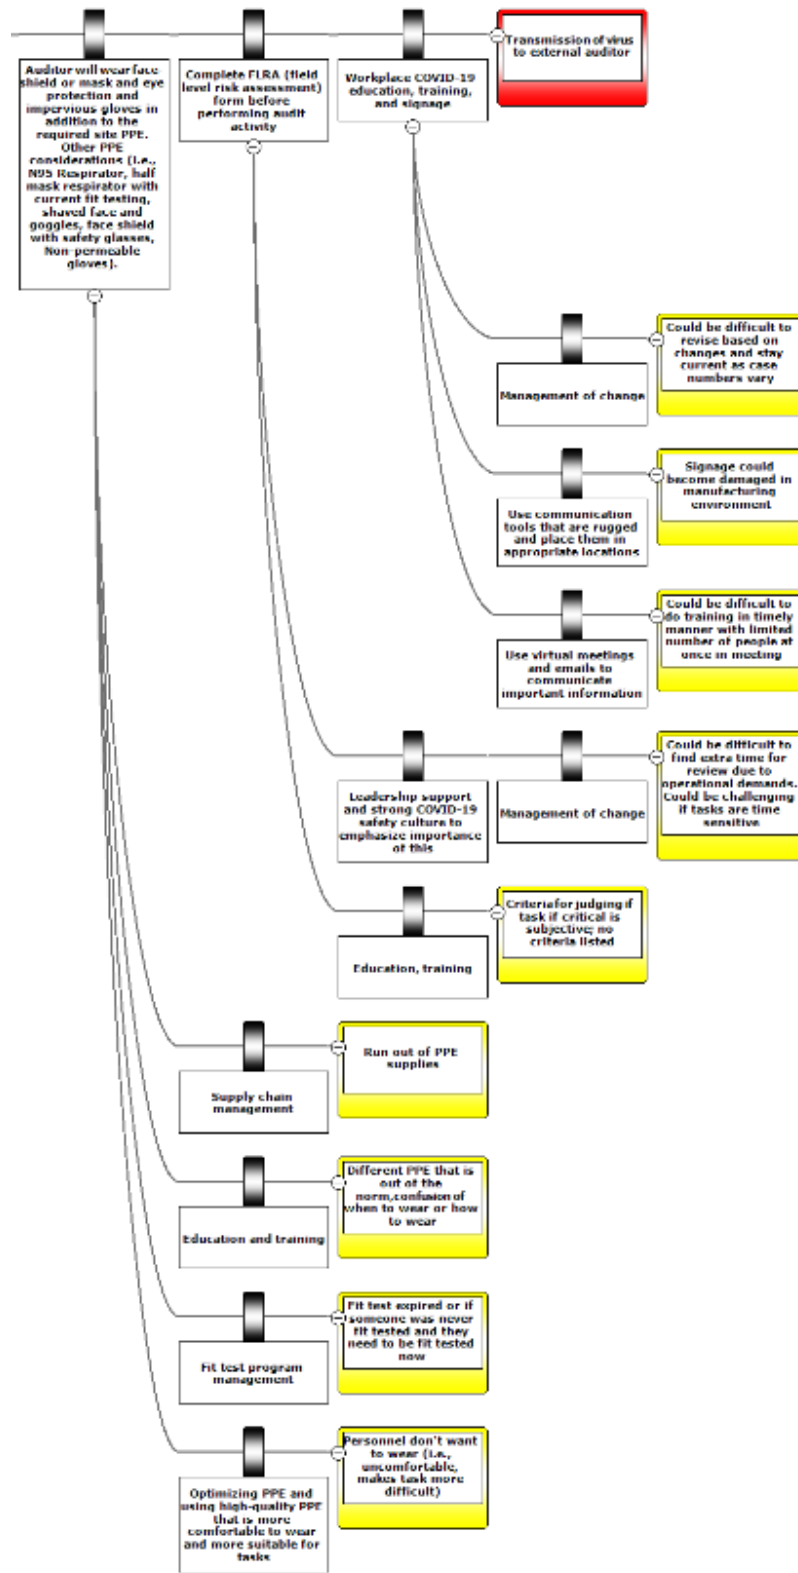 Auditor will wear face
shield or mask and eye
protection and
impervious gloves in
addition to the
required site PPE.
Other PPE
considerations (i.e.,
N95 Respirator, half
mask respirator with
current fit testing,
shaved face and
goggles, face shield
with safety glasses,
Non-permeable
gloves).
Complete FLRA (field
level risk assessment)
form before
performing audit
activity
Workplace COVID-19
education, training,
and signage
Transmission of virus
to external auditor
Management of change
Could be difficult to
revise based on
changes and stay
current as case
numbers vary
Use communication
tools that are rugged
and place them in
appropriate locations
Signage could
become damaged in
manufacturing
environment
Use virtual meetings
and emails to
communicate
important information
Could be difficult to
do training in timely
manner with limited
number of people at
once in meeting
Leadership support
and strong COVID-19
safety culture to
emphasize importance
of this
Management of change
Could be difficult to
find extra time for
review due to
operational demands.
Could be challenging
if tasks are time
sensitive
Education, training
Criteria for judging if
task if critical is
subjective; no
criteria listed
Supply chain
management
Run out of PPE
supplies
Education and training
Different PPE that is
out of the
norm,confusion of
when to wear or how
to wear
Fit test program
management
Fit test expired or if
someone was never
fit tested and they
need to be fit tested
now
Optimizing PPE and
using high-quality PPE
that is more
comfortable to wear
and more suitable for
tasks
Personnel don't want
to wear (i.e.,
uncomfortable,
makes task more
difficult)